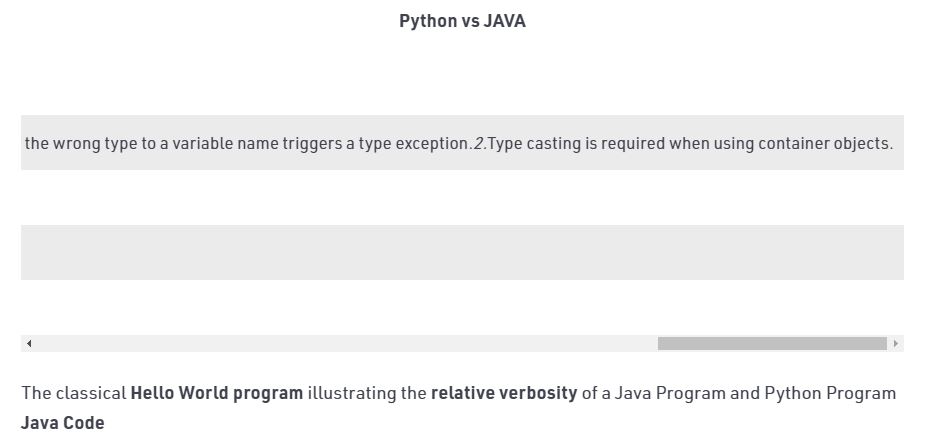 Python vs JAVA
the wrong type to a variable name triggers a type exception.2.Type casting is required when using container objects.
The classical Hello World program illustrating the relative verbosity of a Java Program and Python Program
Java Code